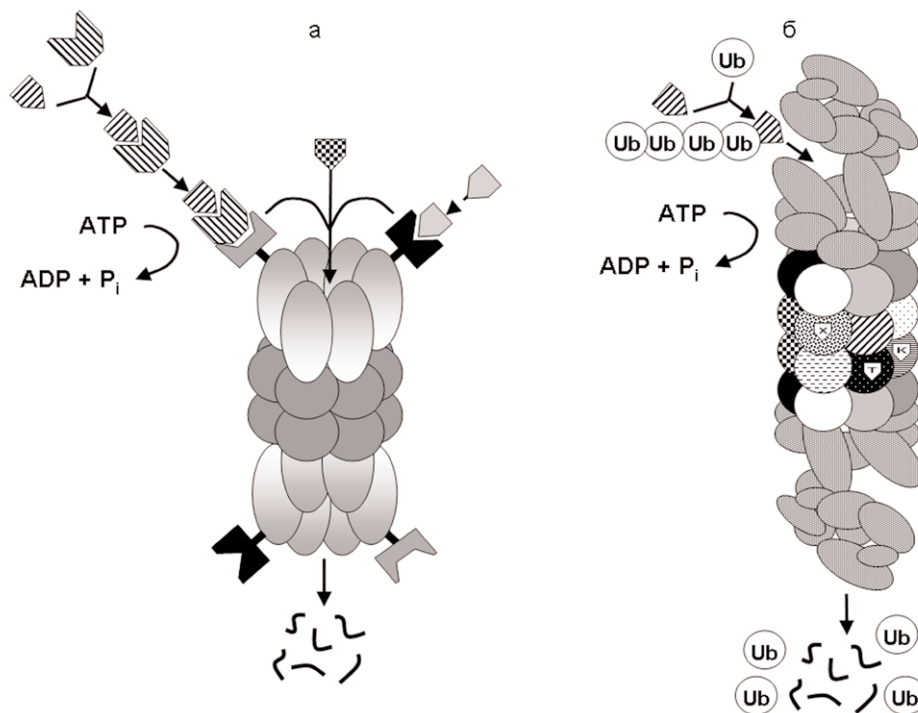 а
б
Ub
Ub Ub Ub Ub
ATP
ADP + Pi
ATP
ADP + Pi
X
K
T
Ub
Ub
Ub
Ub